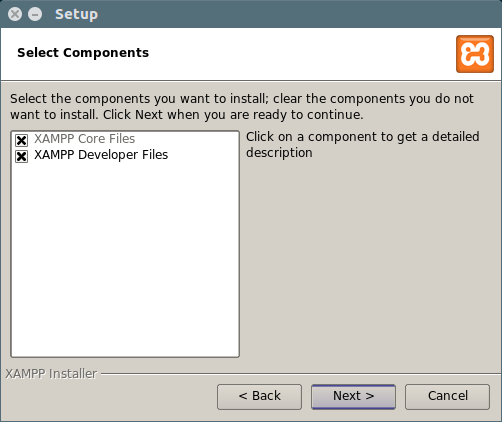 Setup
Select Components
Select the components you want to install; clear the components you do not
want to install. Click Next when you are ready to continue.
XAMPP Core Files
XAMPP Developer Files
Click on a component to get a detailed
description
XAMPP Installer
< Back
Next >
Cancel